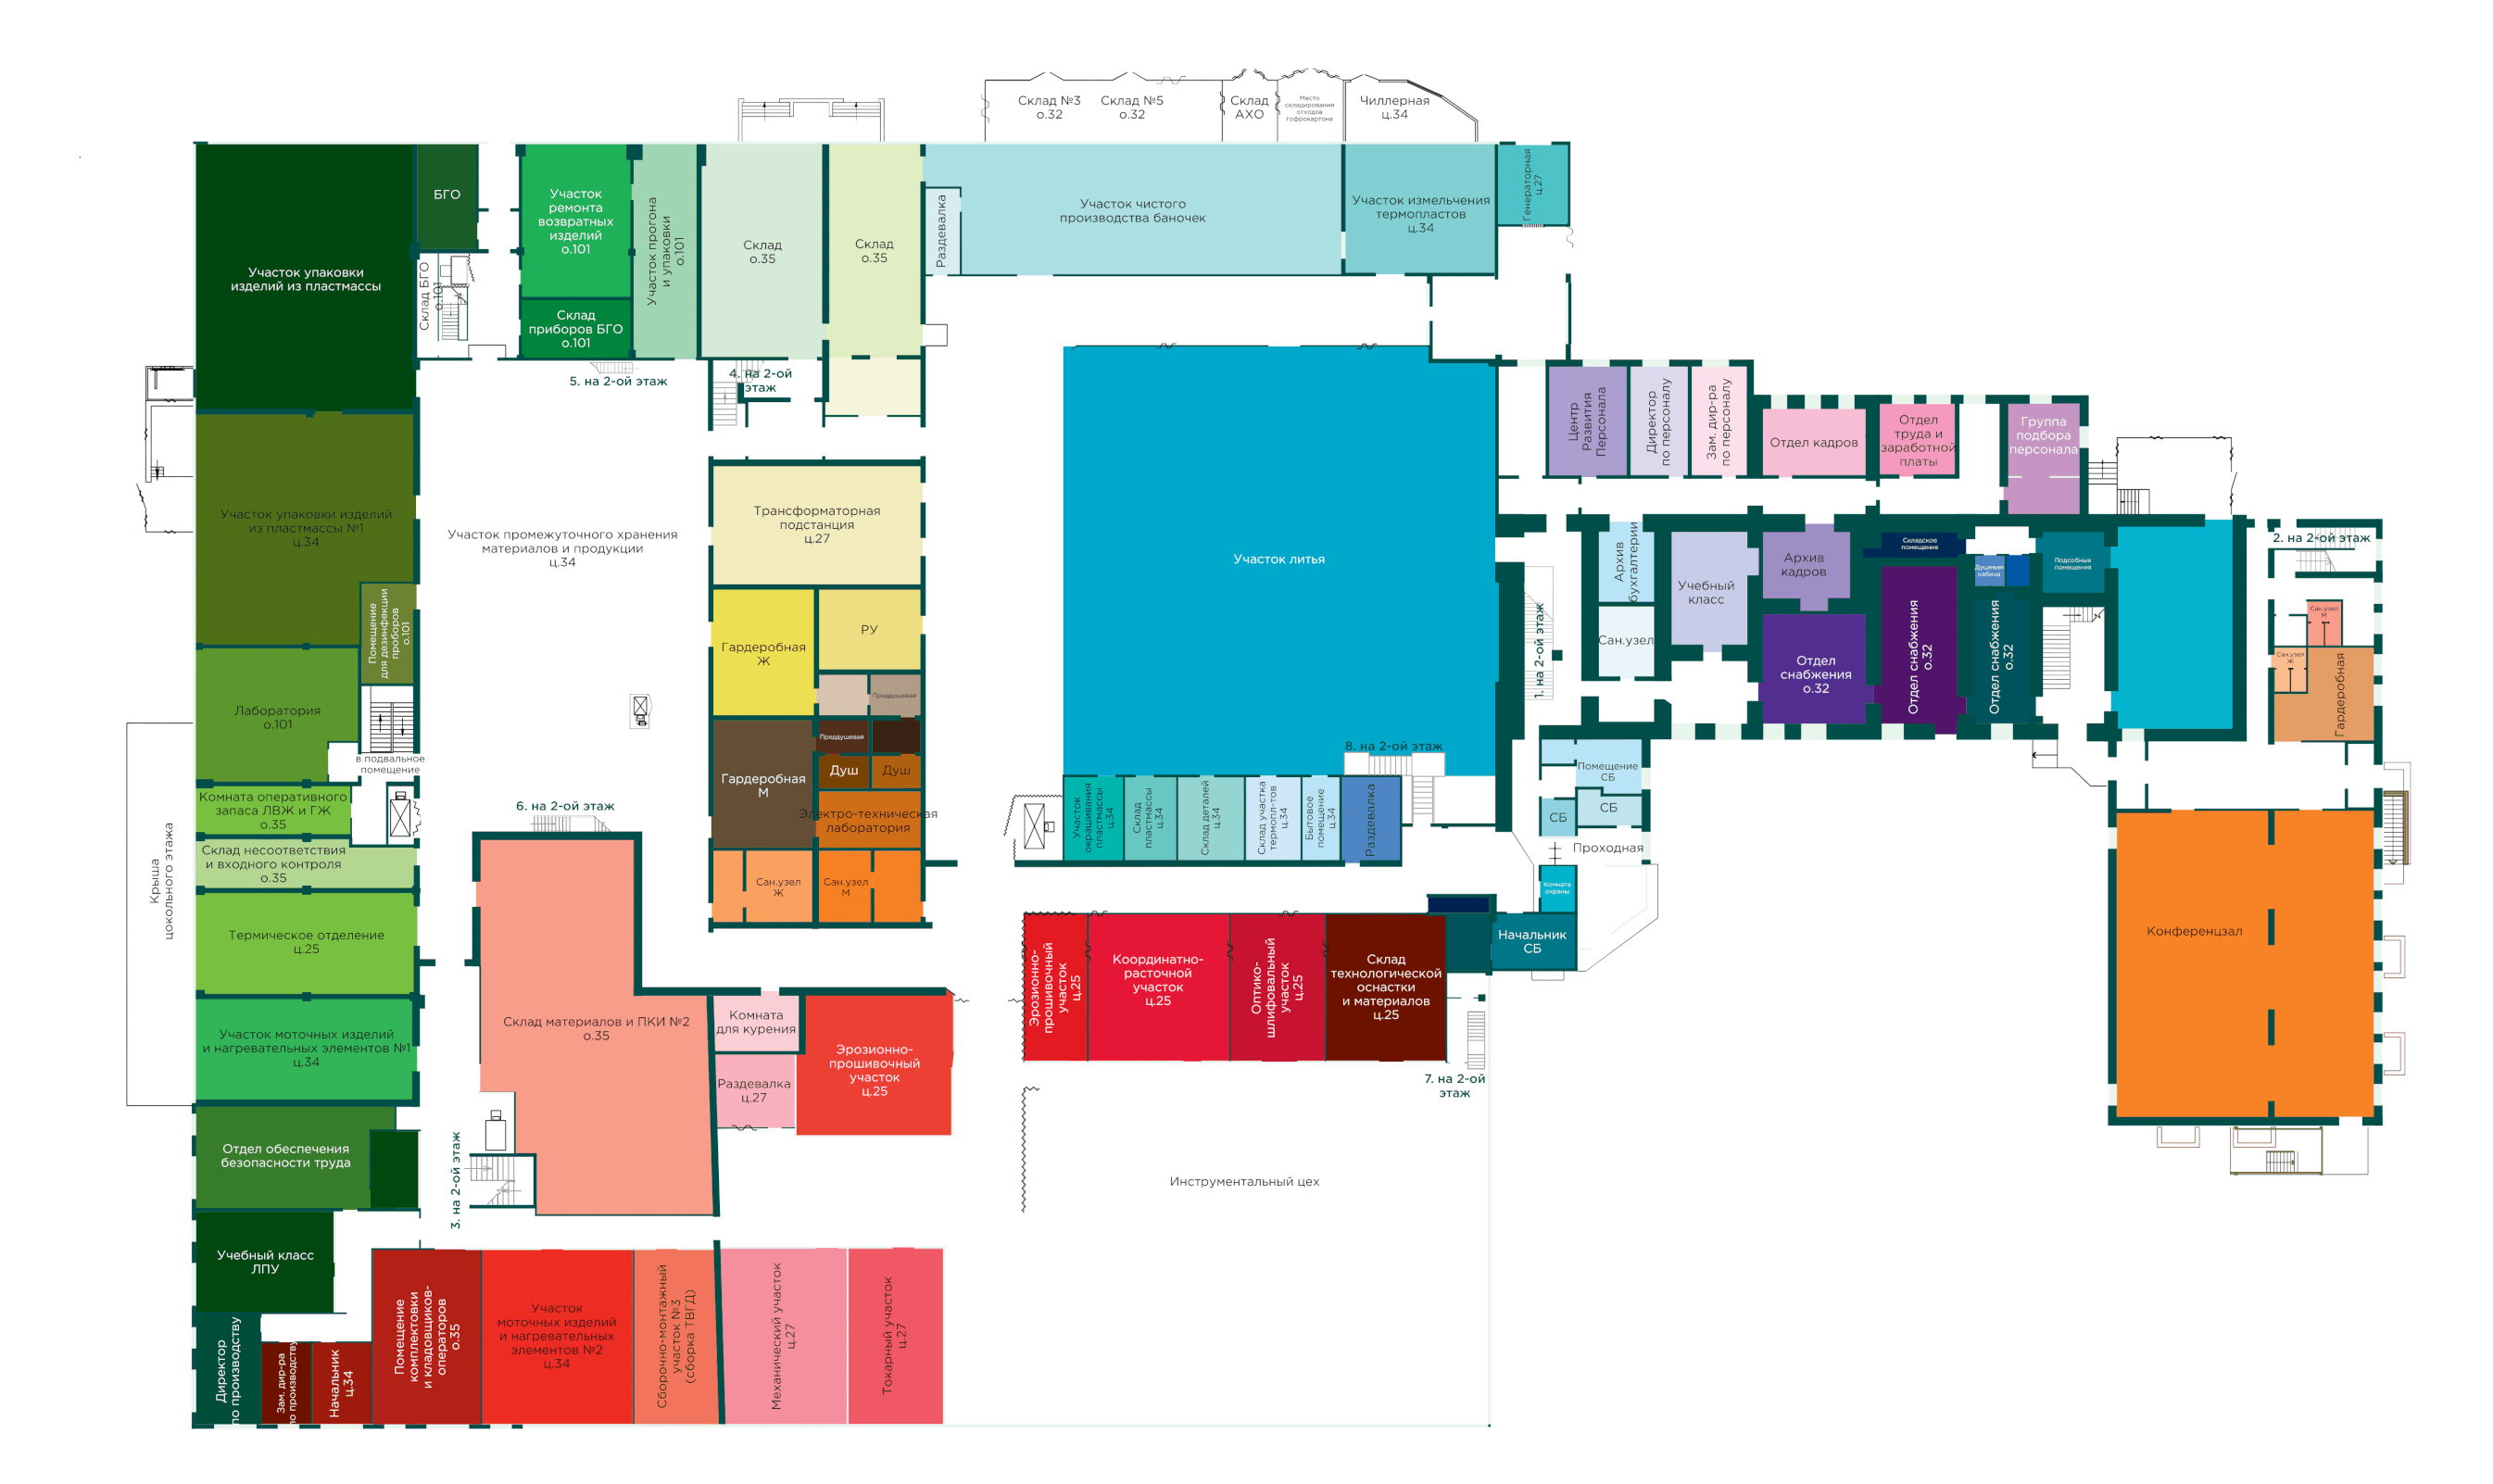 Склад №3
о.32
Склад №5
о.32
Склад
АХО
Место
складирования
отходов
гофрокартона
Чиллерная
ц.34
Участок упаковки
изделий из пластмассы
БГО
Склад БГО
о.101
Участок
ремонта
возвратных
изделий
о.101
Склад
приборов БГО
о.101
Участок прогона
и упаковки
о.101
Склад
о.35
Склад
о.35
Раздевалка
Участок чистого
производства баночек
Участок измельчения
термопластов
ц.34
Генераторная
ц.27
5. на 2-ой этаж
4. на 2-ой
этаж
Участок упаковки изделий
из пластмассы №1
ц.34
Участок промежуточного хранения
материалов и продукции
ц.34
Трансформаторная
подстанция
ц.27
Участок литья
Центр
Развития
Персонала
Директор
по персоналу
Зам. дир-ра
по персоналу
Отдел кадров
Отдел
труда и
заработной
платы
Группа
подбора
персонала
Архив
бухгалтерии
Учебный
класс
Архив
кадров
Складское
помещение
Душевая
кабина
Подсобные
помещения
2. на 2-ой этаж
Помещение
для дезинфекции
проборов
о.101
Гардеробная
Ж
РУ
Преддушевая
1. на 2-ой этаж
Сан.узел
Отдел
снабжения
о.32
Отдел снабжения
о.32
Отдел снабжения
о.32
Сан.узел
М
Сан.узел
Ж
Гардеробная
Лаборатория
о.101
в подвальное
помещение
Гардеробная
М
Преддушевая
Душ
Душ
Электро-техническая
лаборатория
8. на 2-ой этаж
Помещение
СБ
СБ
СБ
Проходная
Комната
охраны
Начальник
СБ
Крыша
цокольного этажа
Комната оперативного
запаса ЛВЖ и ГЖ
о.35
Склад несоответствия
и входного контроля
о.35
6. на 2-ой этаж
Сан.узел
Ж
Сан.узел
М
Участок
окрашивания
пластмассы
ц.34
Склад
пластмассы
ц.34
Склад деталей
ц.34
Склад участка
термопл-тов
ц.34
Бытовое
помещение
ц.34
Раздевалка
Термическое отделение
ц.25
Участок моточных изделий
и нагревательных элементов №1
ц.34
Склад материалов и ПКИ №2
о.35
Комната
для курения
Раздевалка
ц.27
Эрозионно-
прошивочный
участок
ц.25
Эрозионно-
прошивочный
участок
ц.25
Координатно-
расточной
участок
ц.25
Оптико-
шлифовальный
участок
ц.25
Склад
технологической
оснастки
и материалов
ц.25
7. на 2-ой
этаж
Конференцзал
Отдел обеспечения
безопасности труда
3. на 2-ой этаж
Инструментальный цех
Учебный класс
ЛПУ
Директор
по производству
Зам. дир-ра
по производству
Начальник
ц.34
Помещение
комплектовки
и кладовщиков-
операторов
о.35
Участок
моточных изделий
и нагревательных
элементов №2
ц.34
Сборочно-монтажный
участок №3
(сборка ТВГД)
Механический участок
ц.27
Токарный участок
ц.27